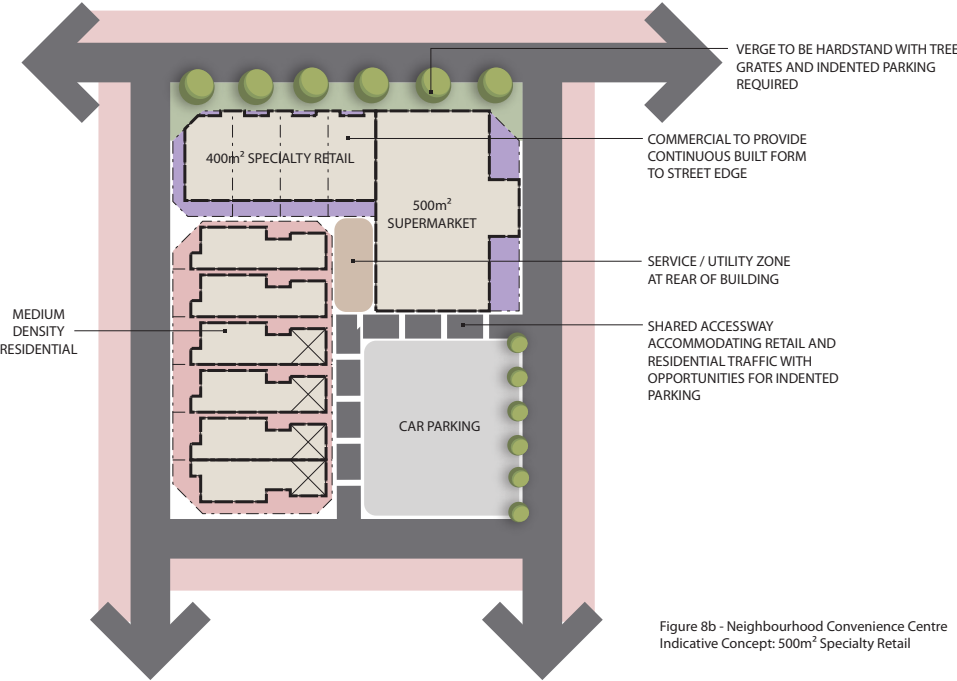 VERGE TO BE HARDSTAND WITH TREE
GRATES AND INDENTED PARKING
REQUIRED
COMMERCIAL TO PROVIDE
CONTINUOUS BUILT FORM
TO STREET EDGE
400m² SPECIALTY RETAIL
500m²
SUPERMARKET
SERVICE / UTILITY ZONE
AT REAR OF BUILDING
MEDIUM
DENSITY
RESIDENTIAL
SHARED ACCESSWAY
ACCOMMODATING RETAIL AND
RESIDENTIAL TRAFFIC WITH
OPPORTUNITIES FOR INDENTED
PARKING
CAR PARKING
Figure 8b - Neighbourhood Convenience Centre
Indicative Concept: 500m² Specialty Retail